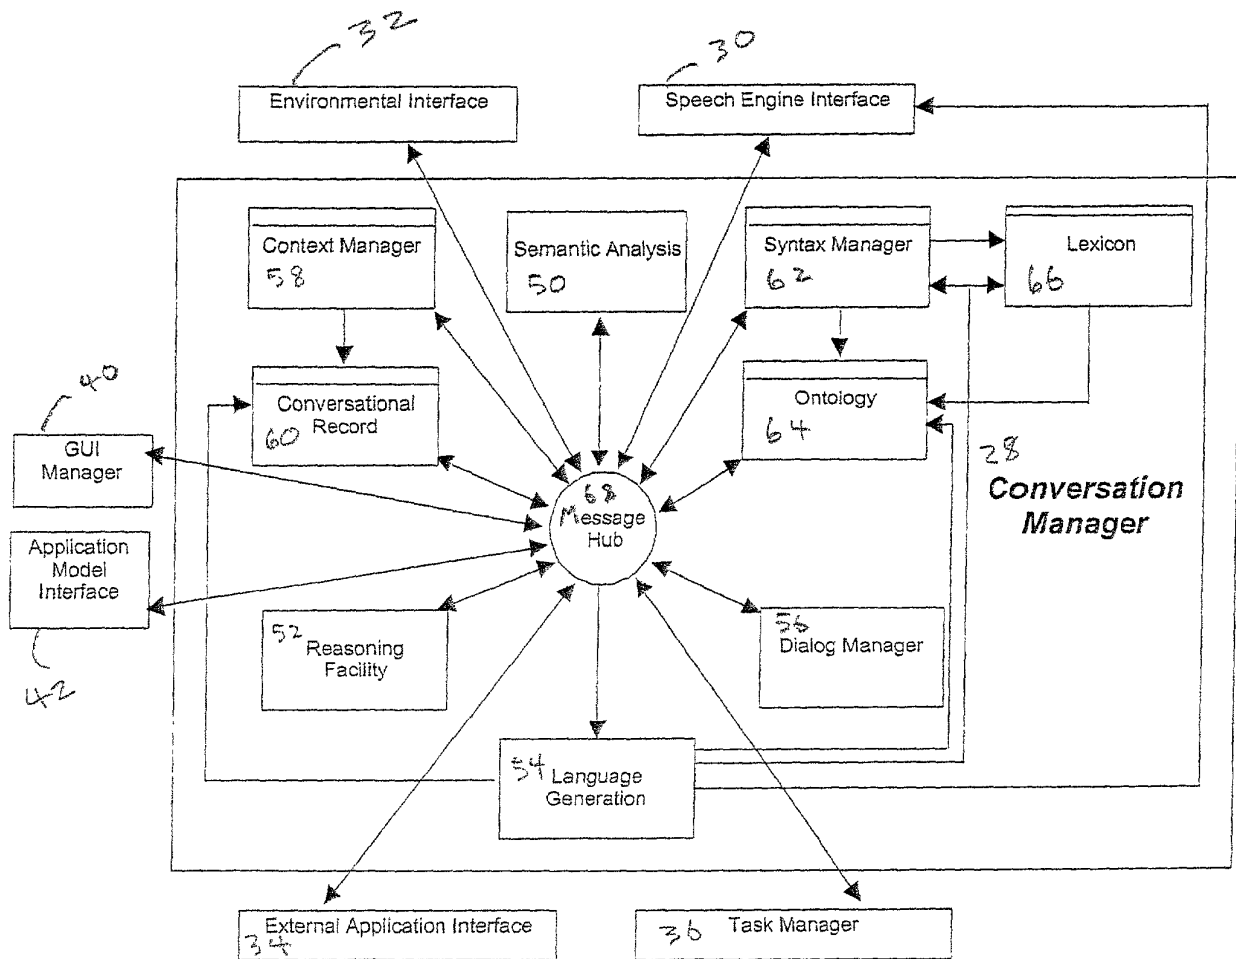 32
30
Environmental Interface
Speech Engine Interface
Context Manager
58
Semantic Analysis
50
Syntax Manager
62
Lexicon
66
40
GUI
Manager
Conversational
Record
60
Ontology
64
28
Conversation
Manager
68
Message
Hub
Application
Model
Interface
42
52
Reasoning
Facility
56
Dialog Manager
54
Language
Generation
External Application Interface
34
36
Task Manager